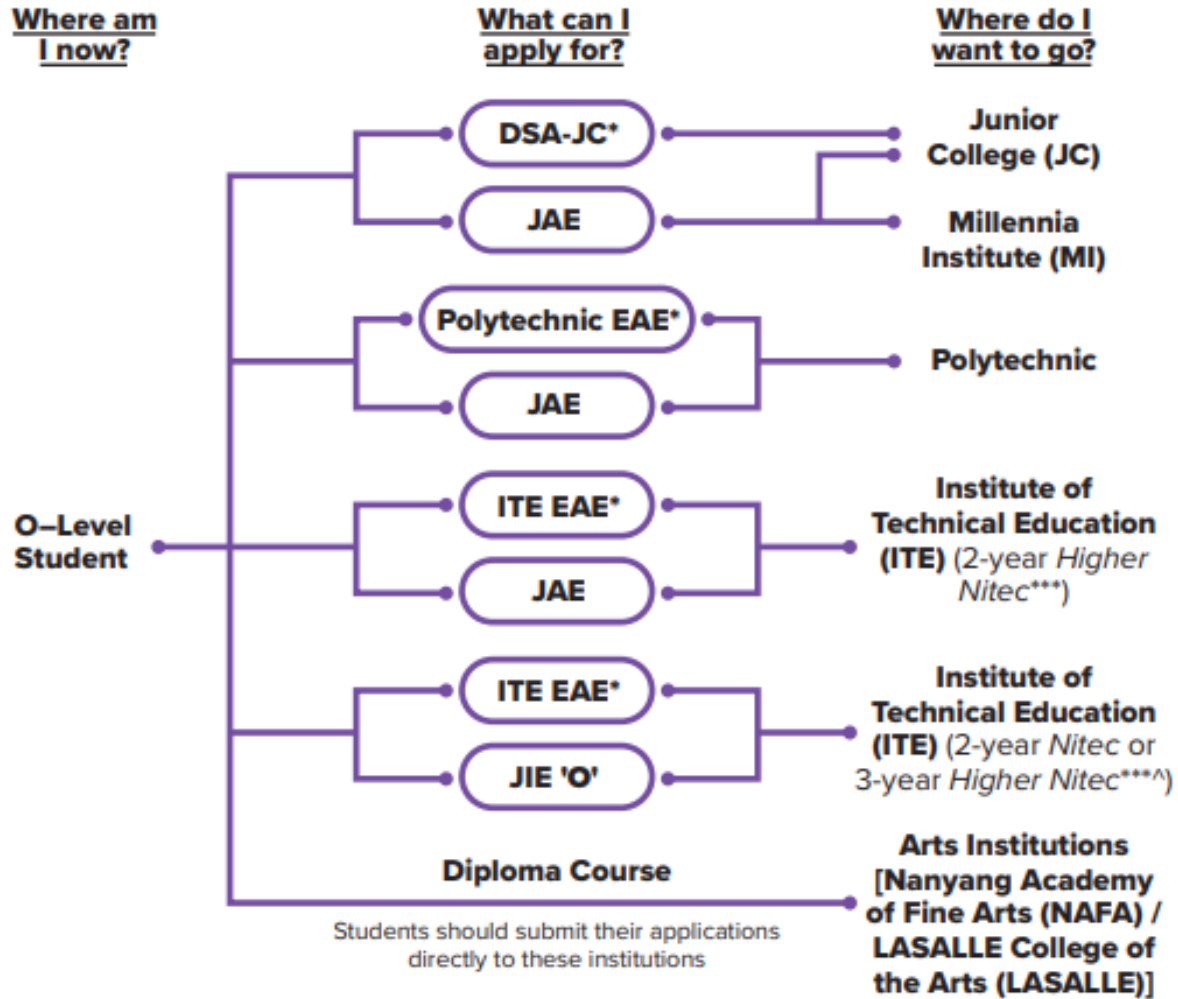 Where am
I now?
What can I
apply for?
Where do I
want to go?
O–Level
Student
DSA-JC*
JAE
Junior
College (JC)
Millennia
Institute (MI)
Polytechnic EAE*
JAE
Polytechnic
ITE EAE*
JAE
Institute of
Technical Education
(ITE) (2-year Higher
Nitec***)
ITE EAE*
JIE 'O'
Institute of
Technical Education
(ITE) (2-year Nitec or
3-year Higher Nitec***^)
Diploma Course
Students should submit their applications
directly to these institutions
Arts Institutions
[Nanyang Academy
of Fine Arts (NAFA) /
LASALLE College of
the Arts (LASALLE)]